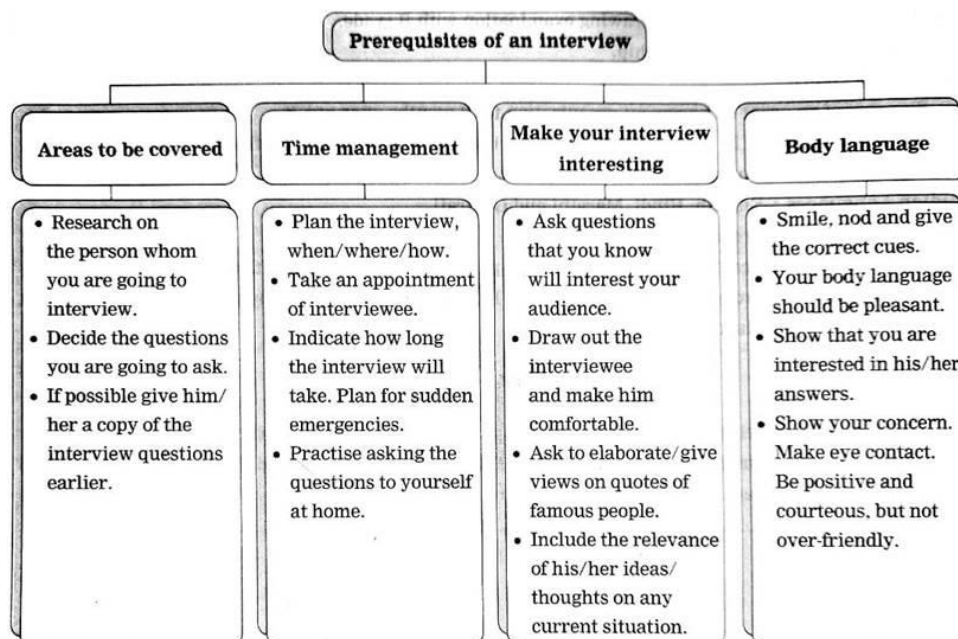 Prerequisites of an interview
Areas to be covered
• Research on
the person whom
you are going to
interview.
• Decide the questions
you are going to ask.
• If possible give him/
her a copy of the
interview questions
earlier.
Time management
• Plan the interview,
when/where/how.
• Take an appointment
of interviewee.
• Indicate how long
the interview will
take. Plan for sudden
emergencies.
• Practise asking the
questions to yourself
at home.
Make your interview
interesting
• Ask questions
that you know
will interest your
audience.
• Draw out the
interviewee
and make him
comfortable.
• Ask to elaborate/give
views on quotes of
famous people.
• Include the relevance
of his/her ideas/
thoughts on any
current situation.
Body language
• Smile, nod and give
the correct cues.
• Your body language
should be pleasant.
• Show that you are
interested in his/her
answers.
• Show your concern.
Make eye contact.
Be positive and
courteous, but not
over-friendly.